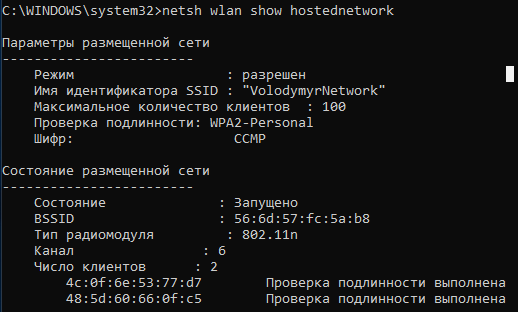 C:\WINDOWS\system32>netsh wlan show hostednetwork
Параметры размещенной сети
--------------------------
Режим : разрешен
Имя идентификатора SSID : "VolodymyrNetwork"
Максимальное количество клиентов : 100
Проверка подлинности: WPA2-Personal
Шифр: CCMP
Состояние размещенной сети
--------------------------
Состояние : Запущено
BSSID : 56:6d:57:fc:5a:b8
Тип радиомодуля : 802.11n
Канал : 6
Число клиентов : 2
4c:0f:6e:53:77:d7 Проверка подлинности выполнена
48:5d:60:66:0f:c5 Проверка подлинности выполнена